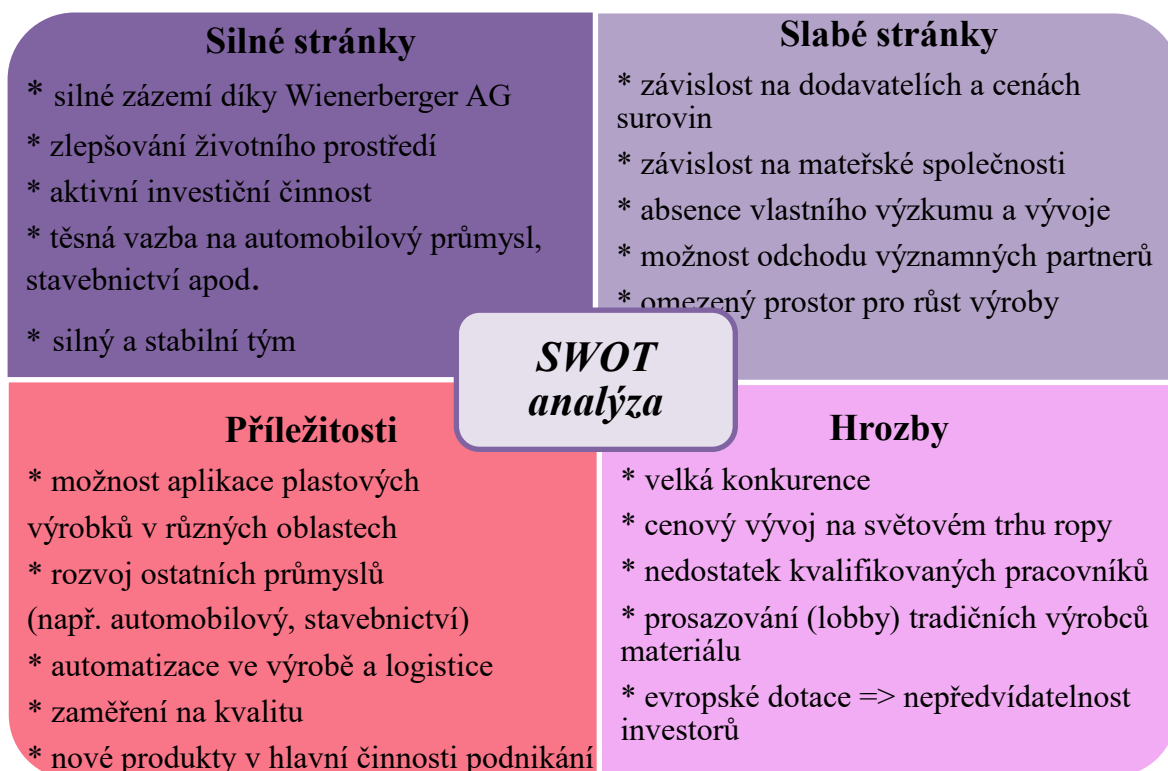 Silné stránky
* silné zázemí díky Wienerberger AG
* zlepšování životního prostředí
* aktivní investiční činnost
* těsná vazba na automobilový průmysl,
stavebnictví apod.
* silný a stabilní tým
Slabé stránky
* závislost na dodavatelích a cenách
surovin
* závislost na mateřské společnosti
* absence vlastního výzkumu a vývoje
* možnost odchodu významných partnerů
* omezený prostor pro růst výroby
SWOT
analýza
Příležitosti
* možnost aplikace plastových
výrobků v různých oblastech
* rozvoj ostatních průmyslů
(např. automobilový, stavebnictví)
* automatizace ve výrobě a logistice
* zaměření na kvalitu
* nové produkty v hlavní činnosti podnikání
Hrozby
* velká konkurence
* cenový vývoj na světovém trhu ropy
* nedostatek kvalifikovaných pracovníků
* prosazování (lobby) tradičních výrobců
materiálu
* evropské dotace => nepředvídatelnost
investorů